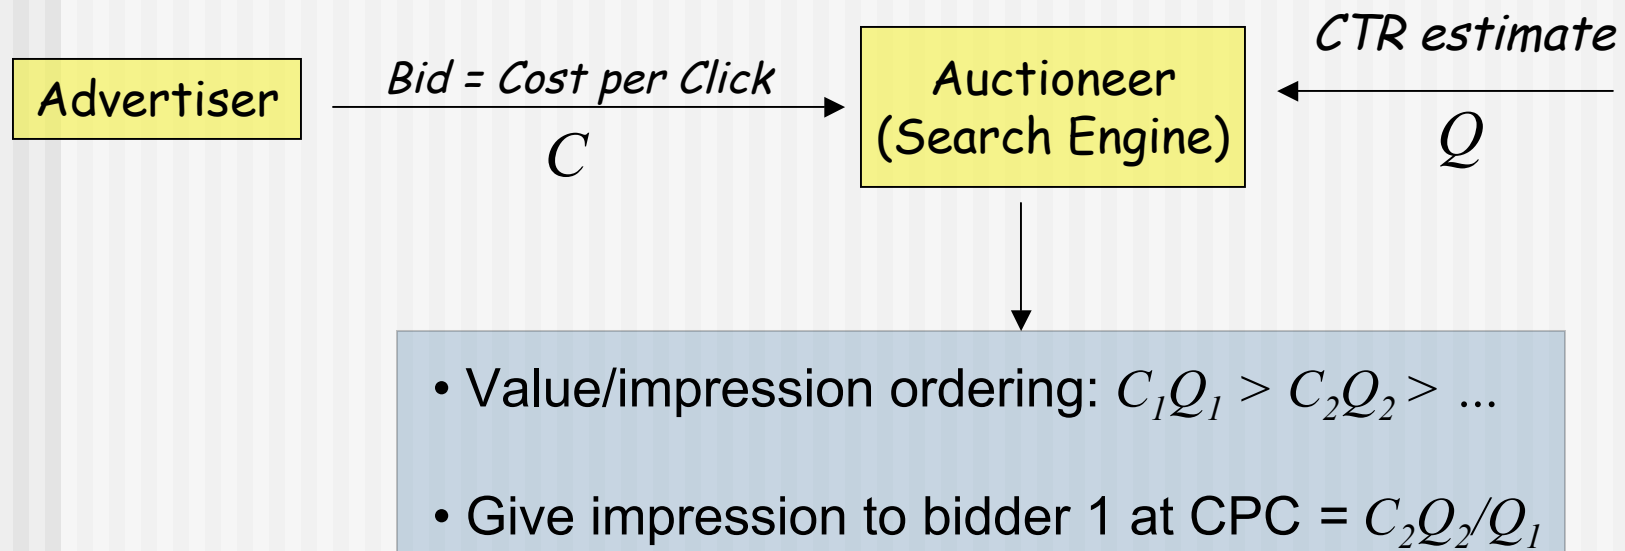 Advertiser
Bid = Cost per Click
C
Auctioneer
(Search Engine)
CTR estimate
Q
• Value/impression ordering: C₁Q₁ > C₂Q₂ > ...
• Give impression to bidder 1 at CPC = C₂Q₂/Q₁